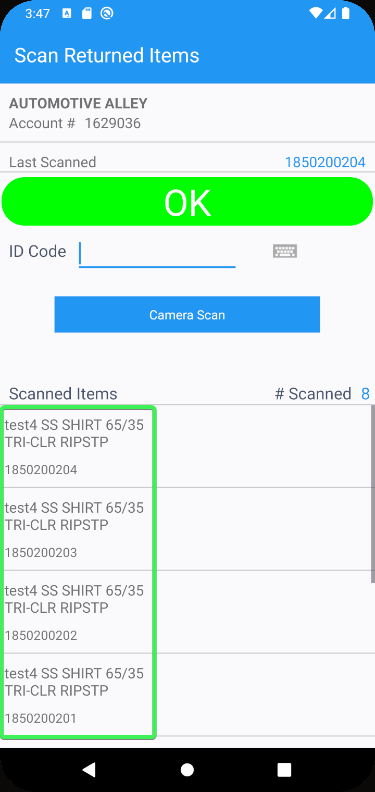 3:47
Scan Returned Items
AUTOMOTIVE ALLEY
Account # 1629036
Last Scanned 1850200204
OK
ID Code
Camera Scan
Scanned Items # Scanned 8
test4 SS SHIRT 65/35
TRI-CLR RIPSTP
1850200204
test4 SS SHIRT 65/35
TRI-CLR RIPSTP
1850200203
test4 SS SHIRT 65/35
TRI-CLR RIPSTP
1850200202
test4 SS SHIRT 65/35
TRI-CLR RIPSTP
1850200201